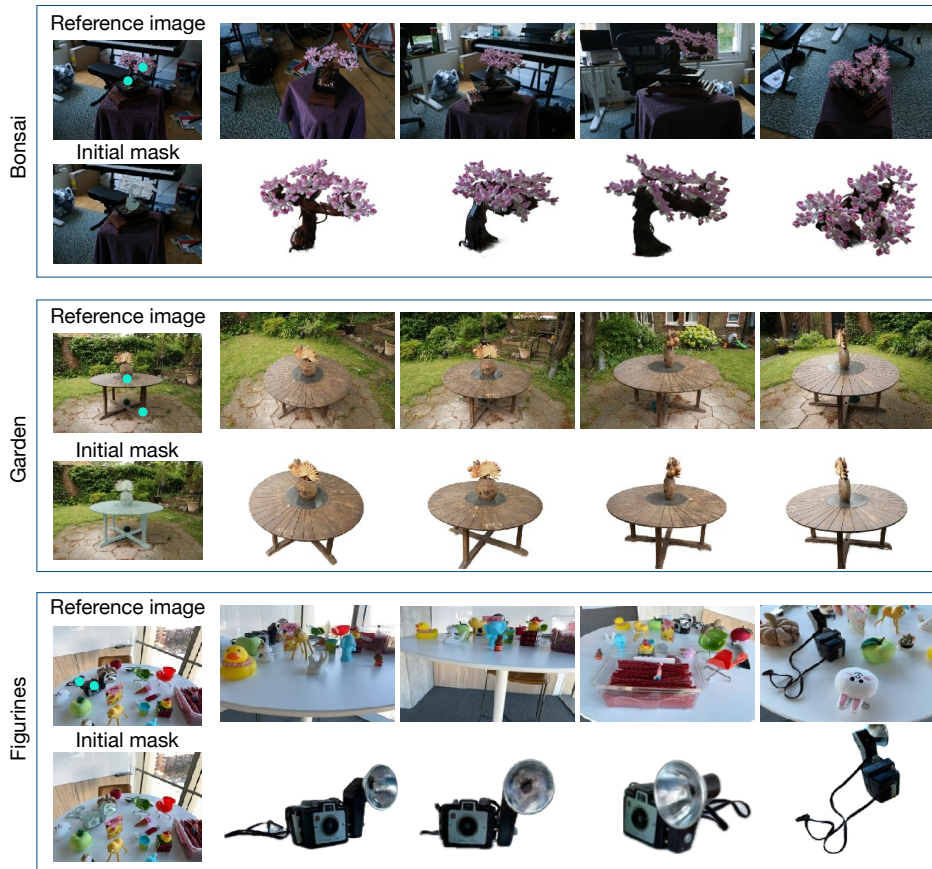 Bonsai
Reference image
Initial mask
Garden
Reference image
Initial mask
Figurines
Reference image
Initial mask